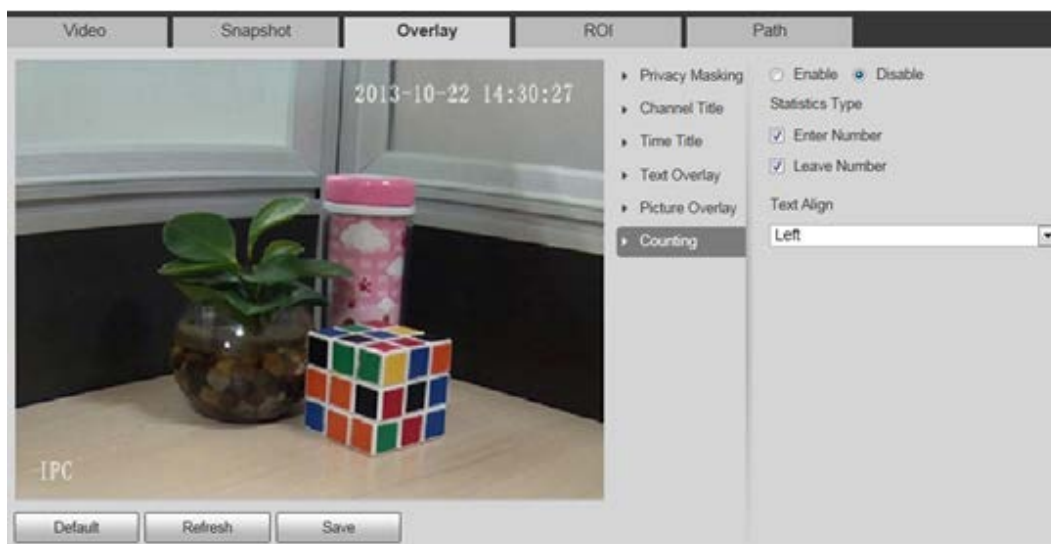 Video
Snapshot
Overlay
ROI
Path
2013-10-22 14:30:27
IPC
Privacy Masking
Channel Title
Time Title
Text Overlay
Picture Overlay
Counting
Enable
Disable
Statistics Type
Enter Number
Leave Number
Text Align
Left
Default
Refresh
Save